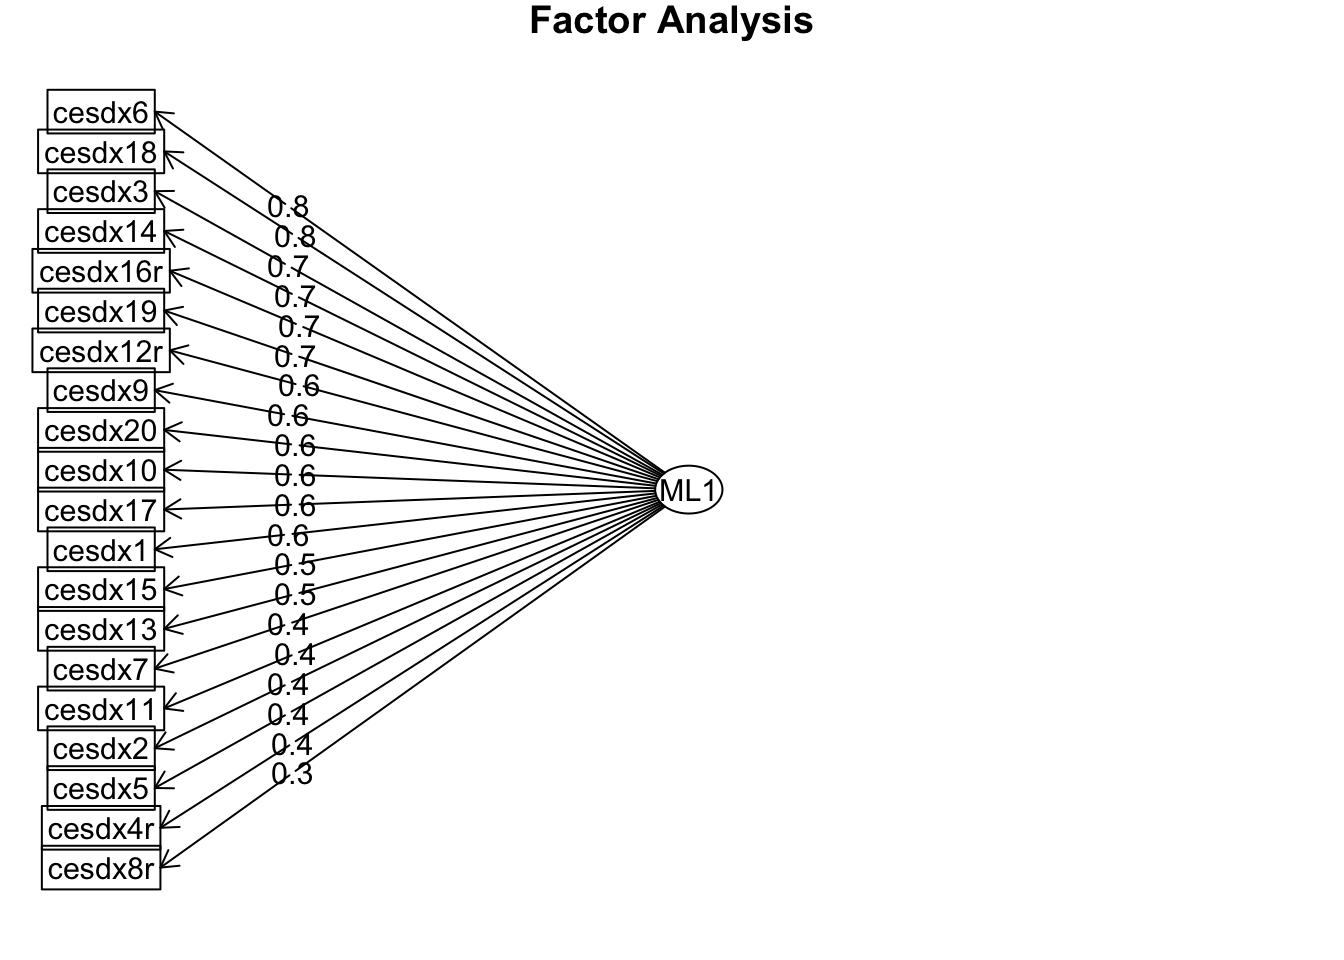 Factor Analysis
cesdx6
cesdx18
cesdx3
cesdx14
cesdx16r
cesdx19
cesdx12r
cesdx9
cesdx20
cesdx10
cesdx17
cesdx1
cesdx15
cesdx13
cesdx7
cesdx11
cesdx2
cesdx5
cesdx4r
cesdx8r
0.8
0.8
0.7
0.7
0.7
0.7
0.6
0.6
0.6
0.6
0.6
0.6
0.5
0.5
0.4
0.4
0.4
0.4
0.4
0.3
ML1